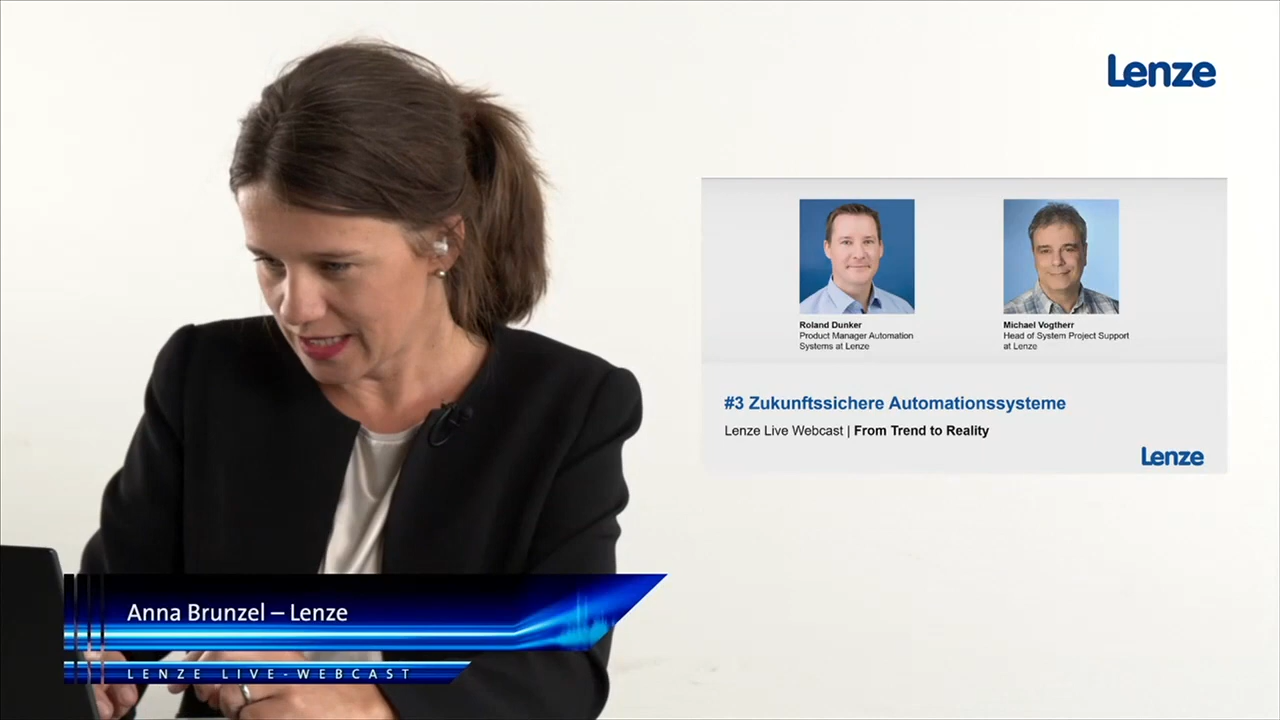 Lenze
Roland Dunker
Product Manager Automation
Systems at Lenze
Michael Vogtherr
Head of System Project Support
at Lenze
#3 Zukunftssichere Automationssysteme
Lenze Live Webcast | From Trend to Reality
Lenze
Anna Brunzel – Lenze
LENZE LIVE-WEBCAST